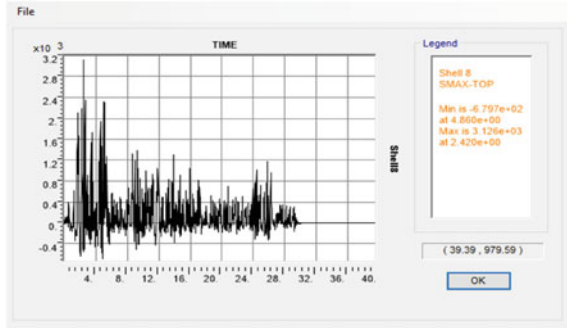 File
x10 3
TIME
3.2
2.8
2.4
2.
1.6
1.2
0.8
0.4
0.
-0.4
4. 8. 12. 16. 20. 24. 28. 32. 36. 40.
Shell8
Legend
Shell 8
SMAX-TOP
Min is -6.797e+02
at 4.860e+00
Max is 3.126e+03
at 2.420e+00
( 39.39 , 979.59 )
OK